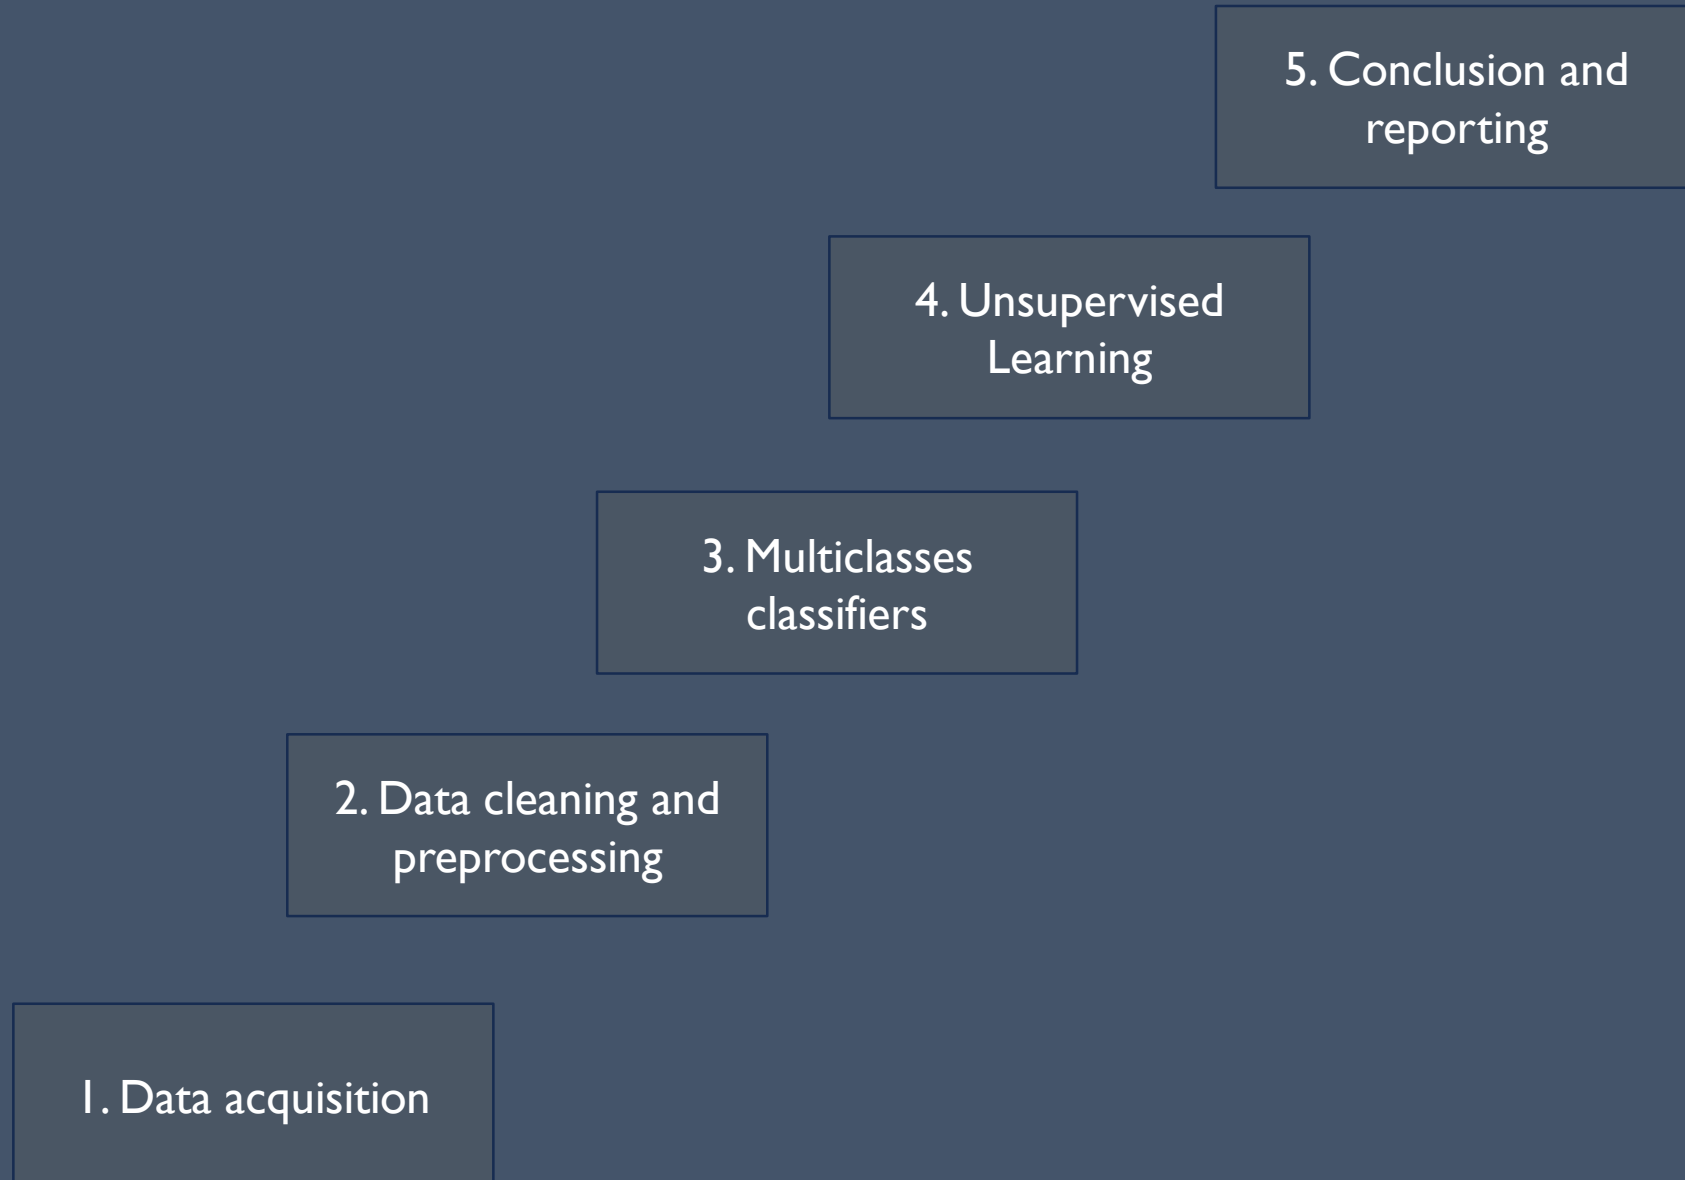 5. Conclusion and
reporting
4. Unsupervised
Learning
3. Multiclasses
classifiers
2. Data cleaning and
preprocessing
1. Data acquisition